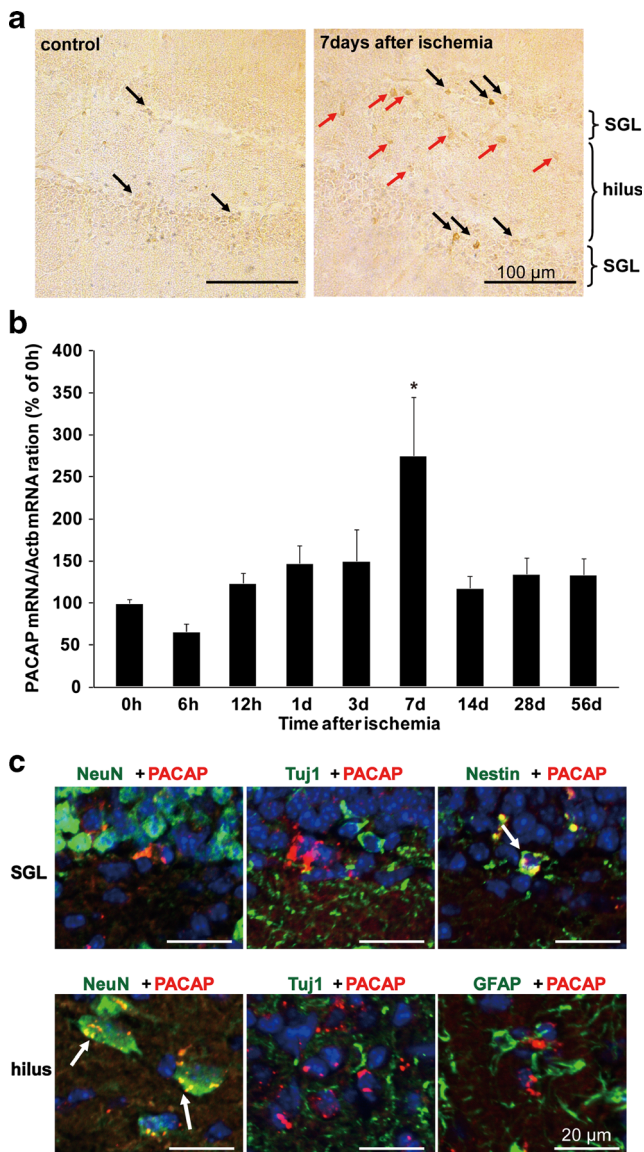 a
control
7days after ischemia
SGL
hilus
SGL
100 µm
b
PACAP mRNA/Actb mRNA ration (% of 0h)
400
350
300
250
200
150
100
50
0
*
0h 6h 12h 1d 3d 7d 14d 28d 56d
Time after ischemia
c
NeuN + PACAP Tuj1 + PACAP Nestin + PACAP
SGL
NeuN + PACAP Tuj1 + PACAP GFAP + PACAP
hilus
20 µm